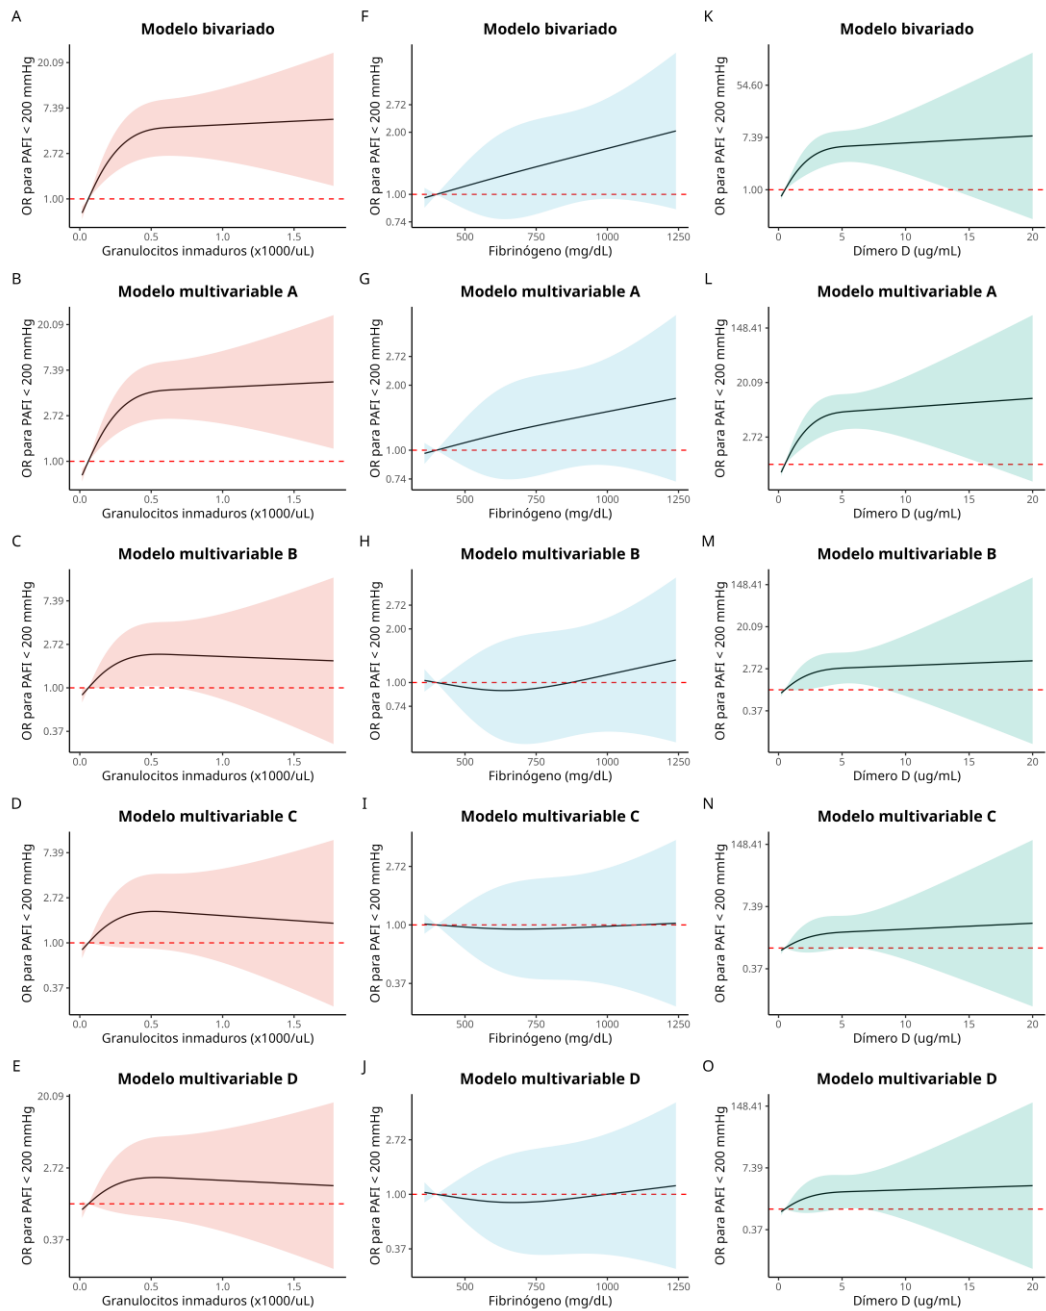 A
Modelo bivariado
OR para PAFI < 200 mmHg
20.09
7.39
2.72
1.00
0.0 0.5 1.0 1.5
Granulocitos inmaduros (x1000/uL)
F
Modelo bivariado
OR para PAFI < 200 mmHg
2.72
2.00
1.00
0.74
500 750 1000 1250
Fibrinógeno (mg/dL)
K
Modelo bivariado
OR para PAFI < 200 mmHg
54.60
7.39
1.00
0 5 10 15 20
Dímero D (ug/mL)
B
Modelo multivariable A
OR para PAFI < 200 mmHg
20.09
7.39
2.72
1.00
0.0 0.5 1.0 1.5
Granulocitos inmaduros (x1000/uL)
G
Modelo multivariable A
OR para PAFI < 200 mmHg
2.72
2.00
1.00
0.74
500 750 1000 1250
Fibrinógeno (mg/dL)
L
Modelo multivariable A
OR para PAFI < 200 mmHg
148.41
20.09
2.72
0 5 10 15 20
Dímero D (ug/mL)
C
Modelo multivariable B
OR para PAFI < 200 mmHg
7.39
2.72
1.00
0.37
0.0 0.5 1.0 1.5
Granulocitos inmaduros (x1000/uL)
H
Modelo multivariable B
OR para PAFI < 200 mmHg
2.72
2.00
1.00
0.74
500 750 1000 1250
Fibrinógeno (mg/dL)
M
Modelo multivariable B
OR para PAFI < 200 mmHg
148.41
20.09
2.72
0.37
0 5 10 15 20
Dímero D (ug/mL)
D
Modelo multivariable C
OR para PAFI < 200 mmHg
7.39
2.72
1.00
0.37
0.0 0.5 1.0 1.5
Granulocitos inmaduros (x1000/uL)
I
Modelo multivariable C
OR para PAFI < 200 mmHg
2.72
1.00
0.37
500 750 1000 1250
Fibrinógeno (mg/dL)
N
Modelo multivariable C
OR para PAFI < 200 mmHg
148.41
7.39
0.37
0 5 10 15 20
Dímero D (ug/mL)
E
Modelo multivariable D
OR para PAFI < 200 mmHg
20.09
2.72
0.37
0.0 0.5 1.0 1.5
Granulocitos inmaduros (x1000/uL)
J
Modelo multivariable D
OR para PAFI < 200 mmHg
2.72
1.00
0.37
500 750 1000 1250
Fibrinógeno (mg/dL)
O
Modelo multivariable D
OR para PAFI < 200 mmHg
148.41
7.39
0.37
0 5 10 15 20
Dímero D (ug/mL)